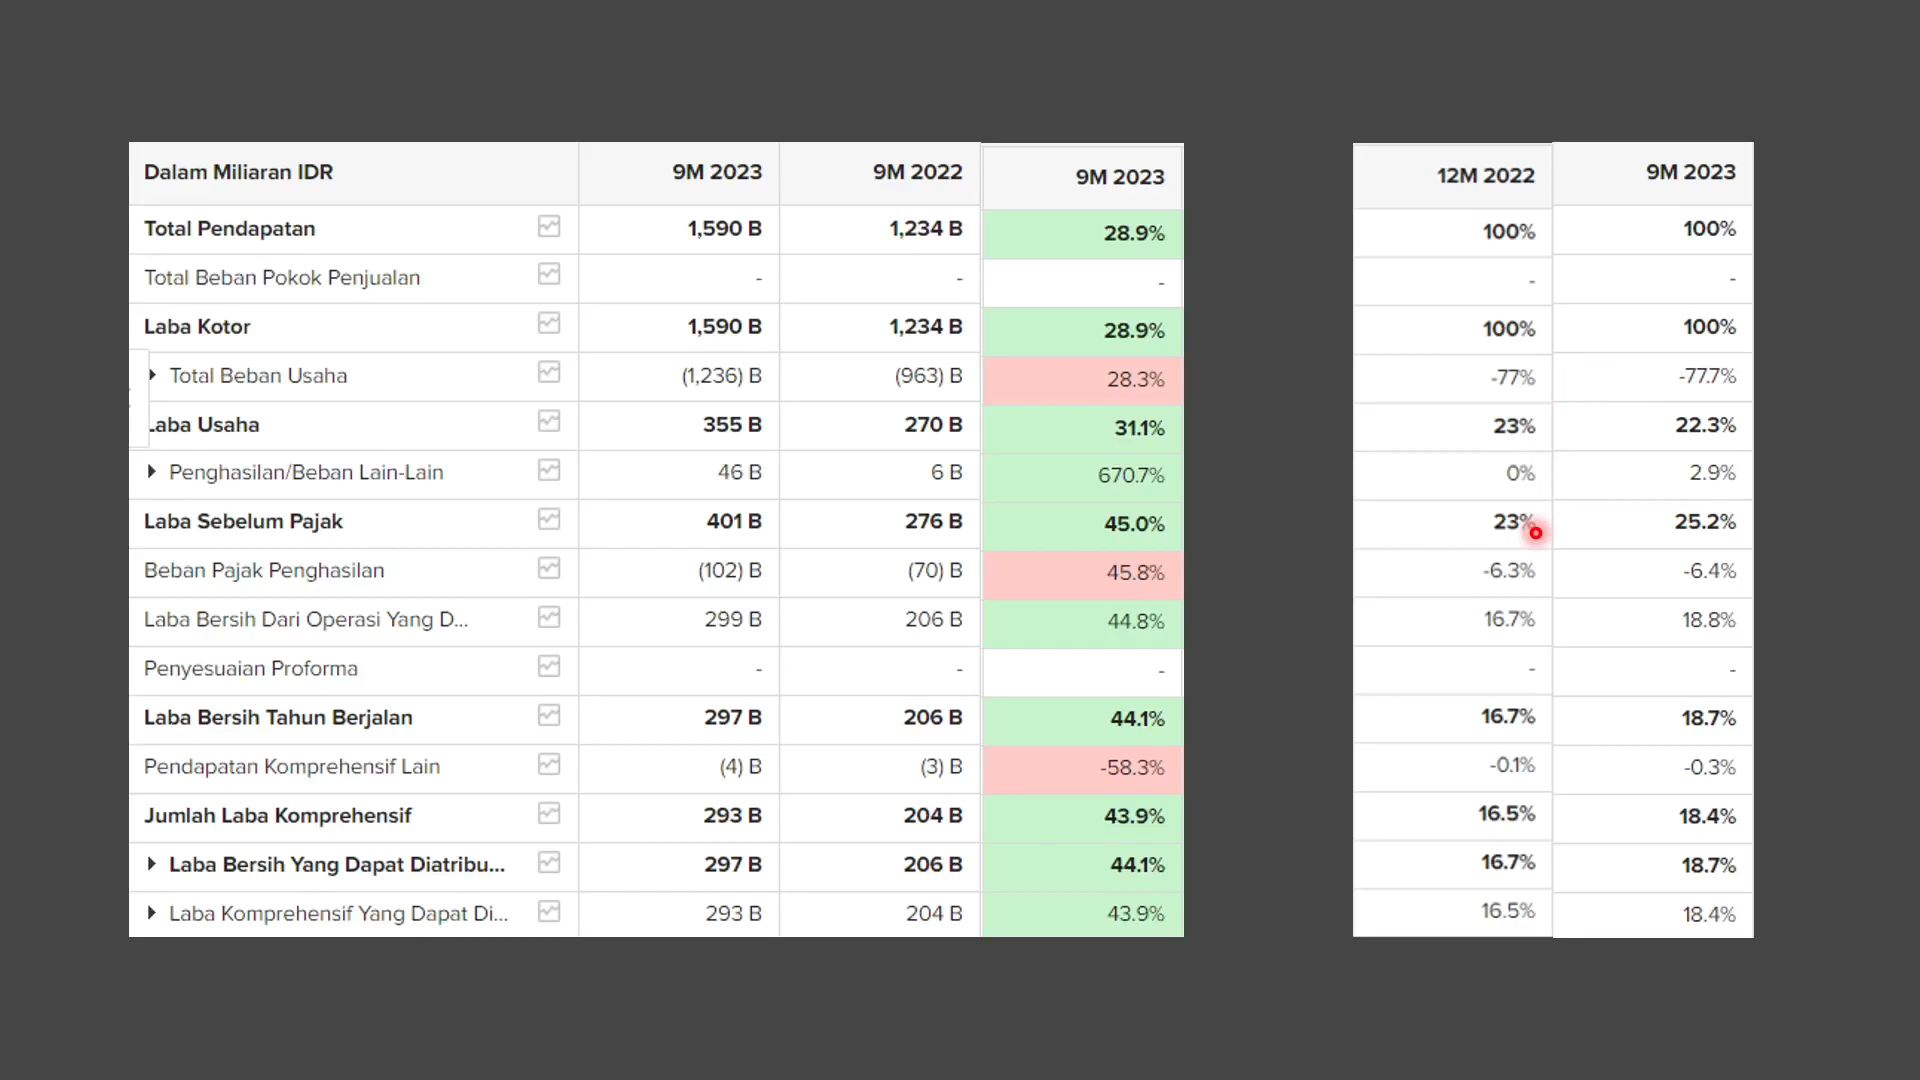 Dalam Miliaran IDR 9M 2023 9M 2022 9M 2023 12M 2022 9M 2023
Total Pendapatan 1,590 B 1,234 B 28.9% 100% 100%
Total Beban Pokok Penjualan - - - - -
Laba Kotor 1,590 B 1,234 B 28.9% 100% 100%
Total Beban Usaha (1,236) B (963) B 28.3% -77% -77.7%
Laba Usaha 355 B 270 B 31.1% 23% 22.3%
Penghasilan/Beban Lain-Lain 46 B 6 B 670.7% 0% 2.9%
Laba Sebelum Pajak 401 B 276 B 45.0% 23% 25.2%
Beban Pajak Penghasilan (102) B (70) B 45.8% -6.3% -6.4%
Laba Bersih Dari Operasi Yang D... 299 B 206 B 44.8% 16.7% 18.8%
Penyesuaian Proforma - - - - -
Laba Bersih Tahun Berjalan 297 B 206 B 44.1% 16.7% 18.7%
Pendapatan Komprehensif Lain (4) B (3) B -58.3% -0.1% -0.3%
Jumlah Laba Komprehensif 293 B 204 B 43.9% 16.5% 18.4%
Laba Bersih Yang Dapat Diatribu... 297 B 206 B 44.1% 16.7% 18.7%
Laba Komprehensif Yang Dapat Di... 293 B 204 B 43.9% 16.5% 18.4%